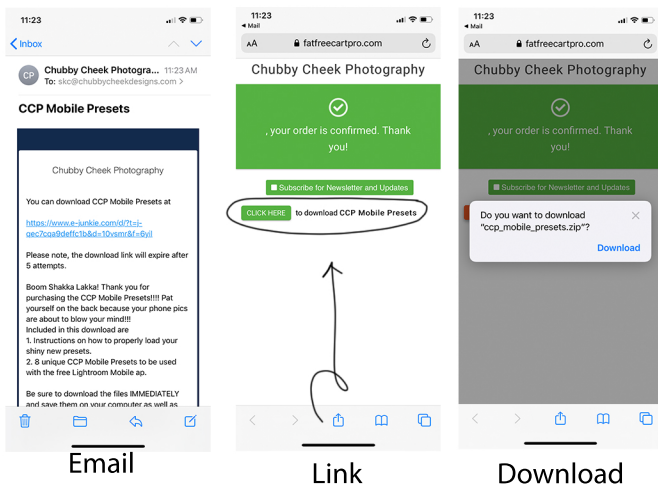 11:23
Inbox
CP
Chubby Cheek Photogra... 11:23 AM
To: skc@chubbycheekdesigns.com >
CCP Mobile Presets
Chubby Cheek Photography
You can download CCP Mobile Presets at
https://www.e-junkie.com/d/?t=i-
gec7cqa9deffc1b&d=10vsmr&f=6yil
Please note, the download link will expire after
5 attempts.
Boom Shakka Lakka! Thank you for
purchasing the CCP Mobile Presets!!!! Pat
yourself on the back because your phone pics
are about to blow your mind!!!
Included in this download are
1. Instructions on how to properly load your
shiny new presets.
2. 8 unique CCP Mobile Presets to be used
with the free Lightroom Mobile ap.
Be sure to download the files IMMEDIATELY
and save them on your computer as well as
Email
11:23
Mail
AA fatfreecartpro.com
Chubby Cheek Photography
, your order is confirmed. Thank
you!
Subscribe for Newsletter and Updates
CLICK HERE to download CCP Mobile Presets
Link
11:23
Mail
AA fatfreecartpro.com
Chubby Cheek Photography
, your order is confirmed. Thank
you!
Subscribe for Newsletter and Updates
Do you want to download
"ccp_mobile_presets.zip"?
Download
Download